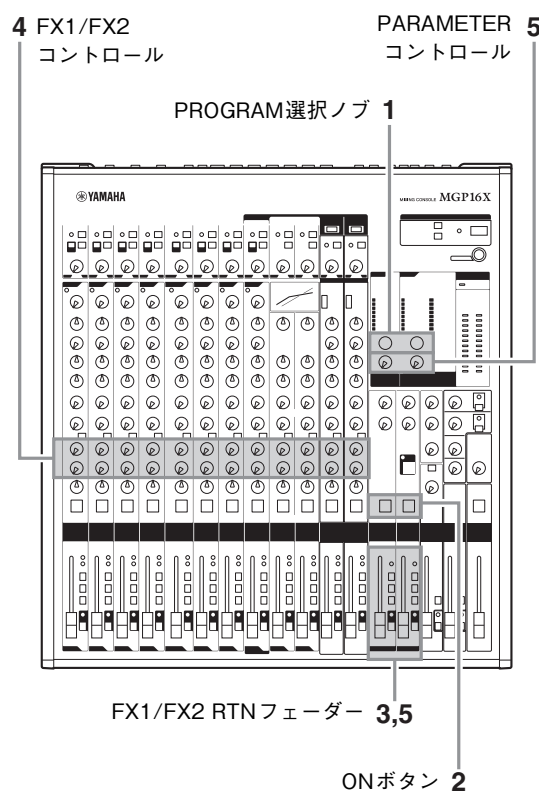 4 FX1/FX2
コントロール
PARAMETER 5
コントロール
PROGRAM選択ノブ 1
YAMAHA
MIXING CONSOLE MGP16X
FX1/FX2 RTNフェーダー 3,5
ONボタン 2